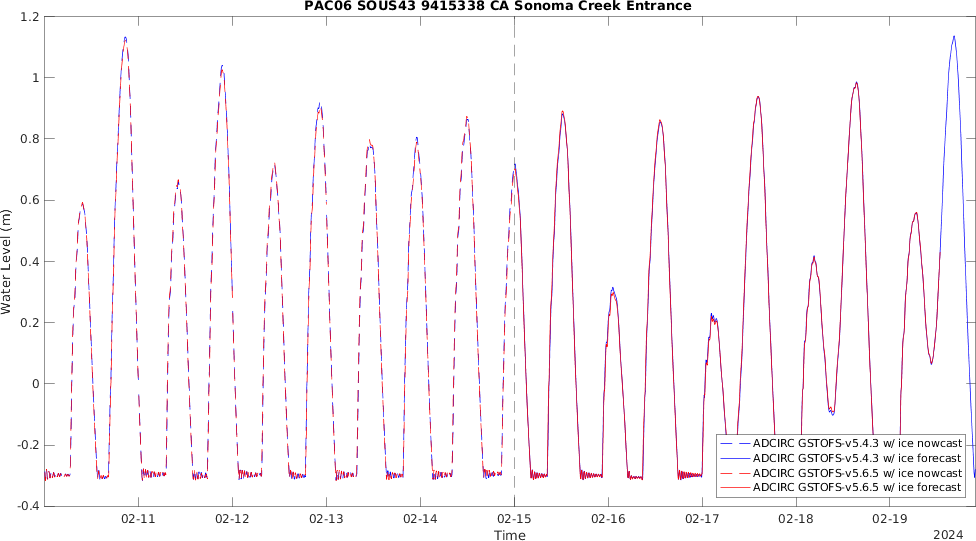 PAC06 SOUS43 9415338 CA Sonoma Creek Entrance
1.2
1
0.8
0.6
0.4
0.2
0
-0.2
-0.4
Water Level (m)
ADCIRC GSTOFS-v5.4.3 w/ ice nowcast
ADCIRC GSTOFS-v5.4.3 w/ ice forecast
ADCIRC GSTOFS-v5.6.5 w/ ice nowcast
ADCIRC GSTOFS-v5.6.5 w/ ice forecast
02-11 02-12 02-13 02-14 02-15 02-16 02-17 02-18 02-19
Time
2024